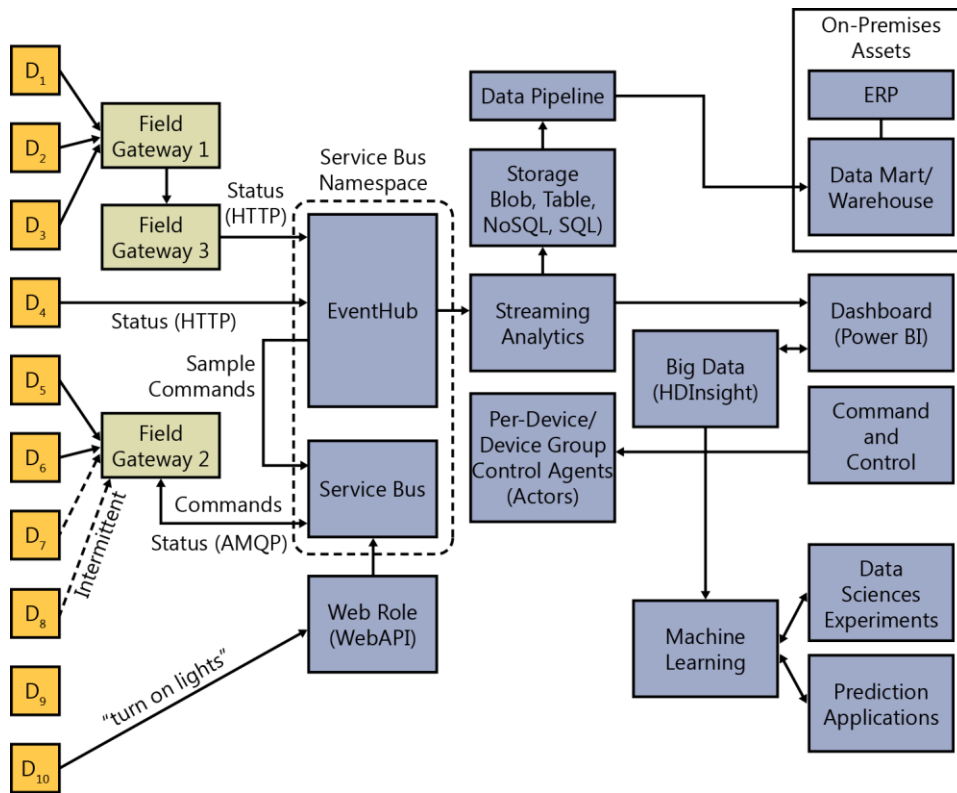 D1
D2
D3
D4
D5
D6
D7
D8
D9
D10
Field
Gateway 1
Field
Gateway 3
Status
(HTTP)
Status (HTTP)
Field
Gateway 2
Intermittent
Commands
Status (AMQP)
"turn on lights"
Service Bus
Namespace
EventHub
Sample
Commands
Service Bus
Web Role
(WebAPI)
Data Pipeline
Storage
Blob, Table,
NoSQL, SQL)
Streaming
Analytics
Per-Device/
Device Group
Control Agents
(Actors)
Big Data
(HDInsight)
Machine
Learning
On-Premises
Assets
ERP
Data Mart/
Warehouse
Dashboard
(Power BI)
Command
and
Control
Data
Sciences
Experiments
Prediction
Applications